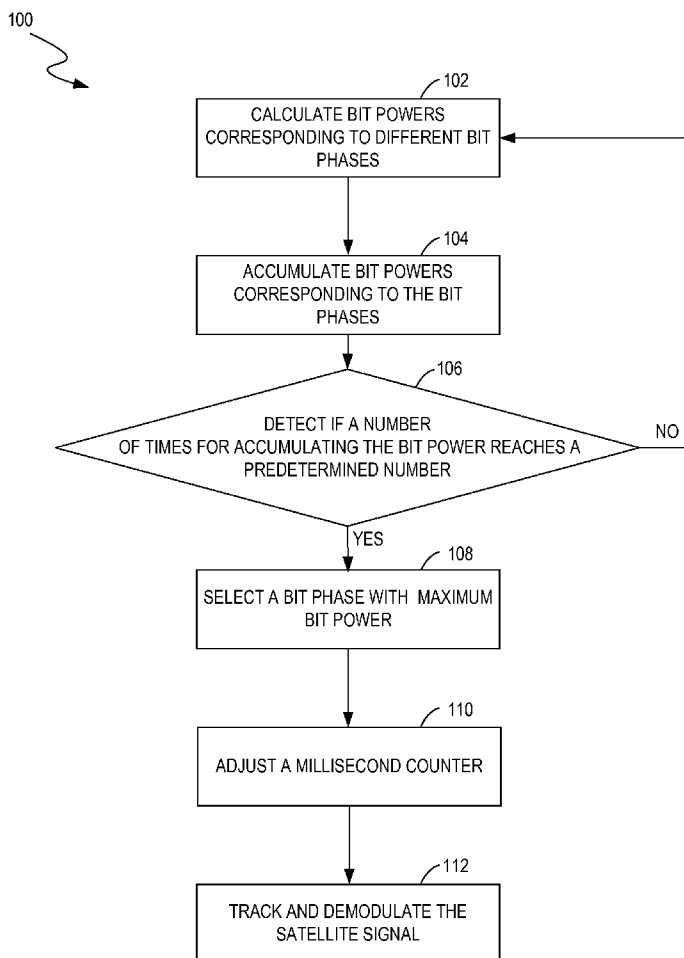 100
102
CALCULATE BIT POWERS
CORRESPONDING TO DIFFERENT BIT
PHASES
104
ACCUMULATE BIT POWERS
CORRESPONDING TO THE BIT
PHASES
106
DETECT IF A NUMBER
OF TIMES FOR ACCUMULATING THE BIT POWER REACHES A
PREDETERMINED NUMBER
NO
YES
108
SELECT A BIT PHASE WITH MAXIMUM
BIT POWER
110
ADJUST A MILLISECOND COUNTER
112
TRACK AND DEMODULATE THE
SATELLITE SIGNAL